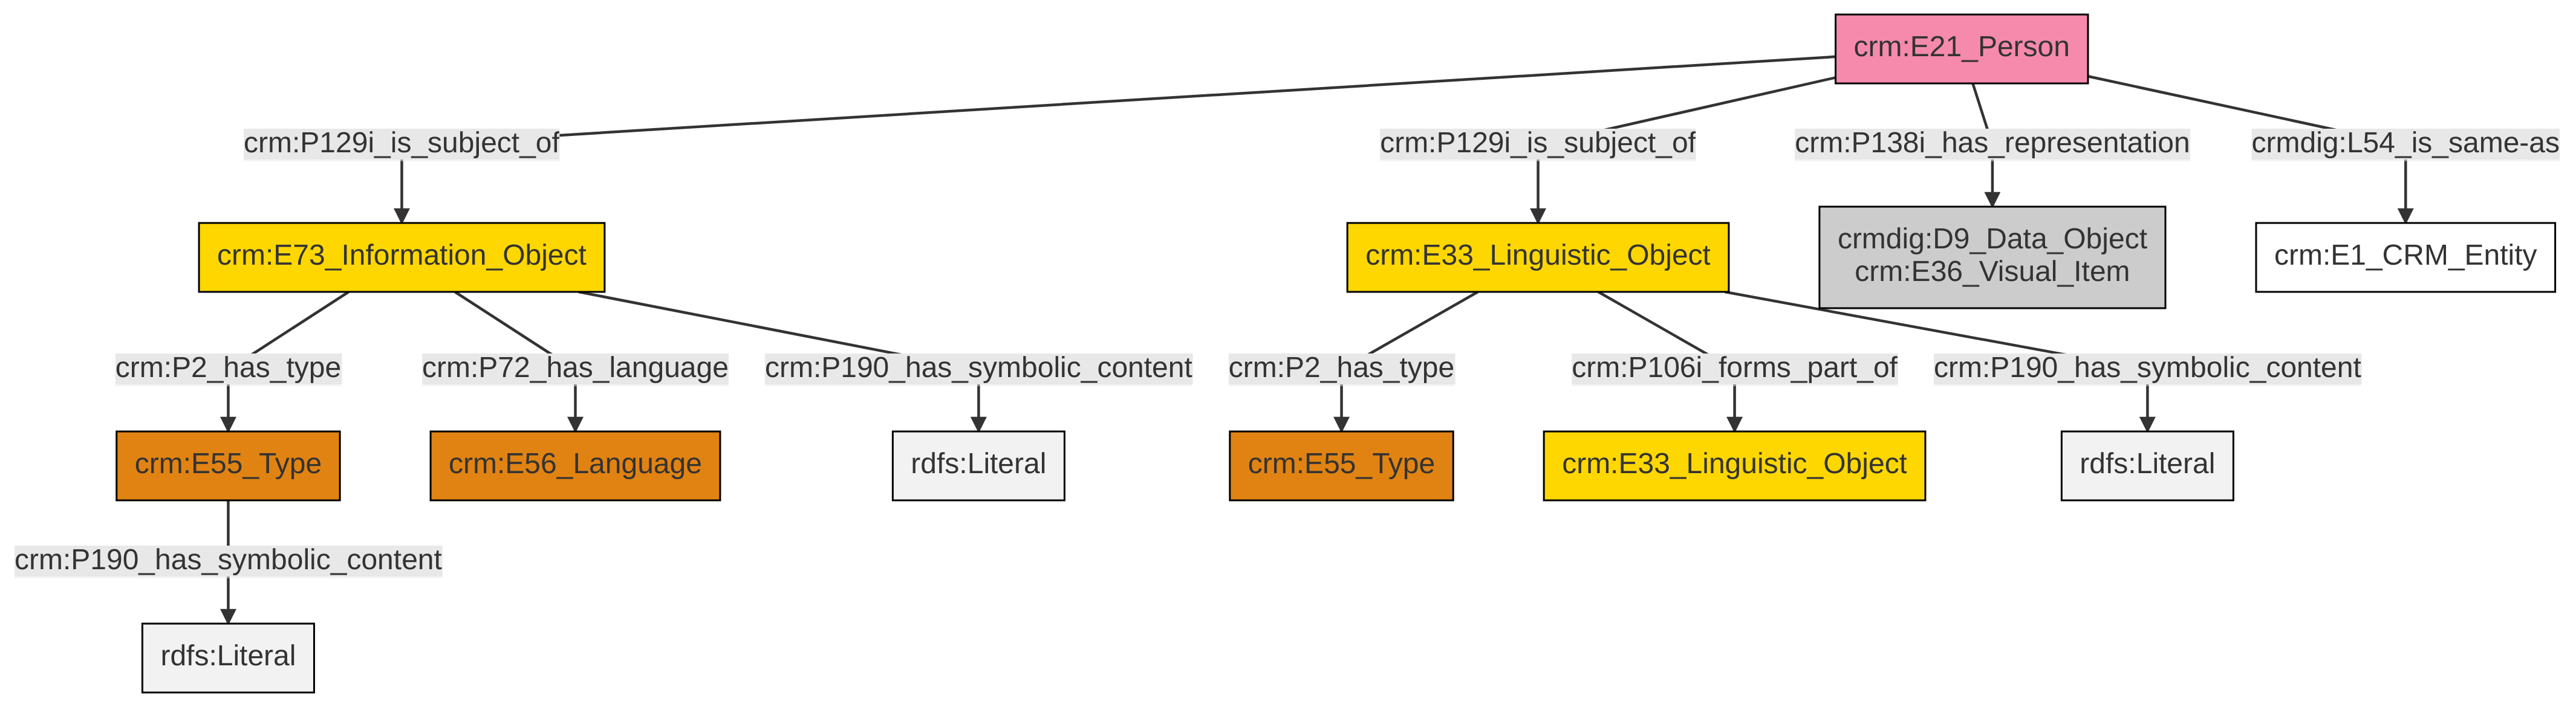 crm:E21_Person
crm:P129i_is_subject_of
crm:P129i_is_subject_of
crm:P138i_has_representation
crmdig:L54_is_same-as
crm:E73_Information_Object
crm:E33_Linguistic_Object
crmdig:D9_Data_Object
crm:E36_Visual_Item
crm:E1_CRM_Entity
crm:P2_has_type
crm:P72_has_language
crm:P190_has_symbolic_content
crm:P2_has_type
crm:P106i_forms_part_of
crm:P190_has_symbolic_content
crm:E55_Type
crm:E56_Language
rdfs:Literal
crm:E55_Type
crm:E33_Linguistic_Object
rdfs:Literal
crm:P190_has_symbolic_content
rdfs:Literal